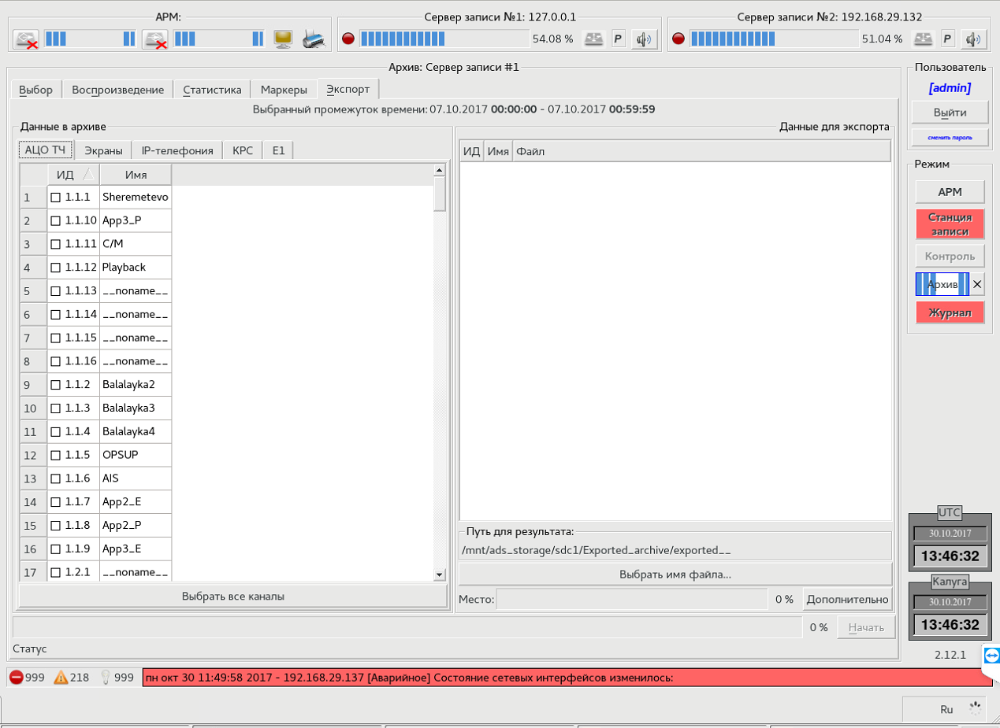 АРМ:
Сервер записи №1: 127.0.0.1
54.08 %
P
Сервер записи №2: 192.168.29.132
51.04 %
P
Архив: Сервер записи #1
Выбор
Воспроизведение
Статистика
Маркеры
Экспорт
Выбранный промежуток времени: 07.10.2017 00:00:00 - 07.10.2017 00:59:59
Данные в архиве
АЦО ТЧ
Экраны
IP-телефония
КРС
E1
ИД Имя
1 1.1.1 Sheremetevo
2 1.1.10 App3_P
3 1.1.11 C/M
4 1.1.12 Playback
5 1.1.13 __noname__
6 1.1.14 __noname__
7 1.1.15 __noname__
8 1.1.16 __noname__
9 1.1.2 Balalayka2
10 1.1.3 Balalayka3
11 1.1.4 Balalayka4
12 1.1.5 OPSUP
13 1.1.6 AIS
14 1.1.7 App2_E
15 1.1.8 App2_P
16 1.1.9 App3_E
17 1.2.1 __noname__
Выбрать все каналы
Данные для экспорта
ИД Имя Файл
Путь для результата:
/mnt/ads_storage/sdc1/Exported_archive/exported__
Выбрать имя файла...
Место: 0 % Дополнительно
0 % Начать
Статус
Пользователь
[admin]
Выйти
сменить пароль
Режим
АРМ
Станция
записи
Контроль
Архив
Журнал
UTC
30.10.2017
13:46:32
Калуга
30.10.2017
13:46:32
2.12.1
999 218 999 пн окт 30 11:49:58 2017 - 192.168.29.137 [Аварийное] Состояние сетевых интерфейсов изменилось:
Ru